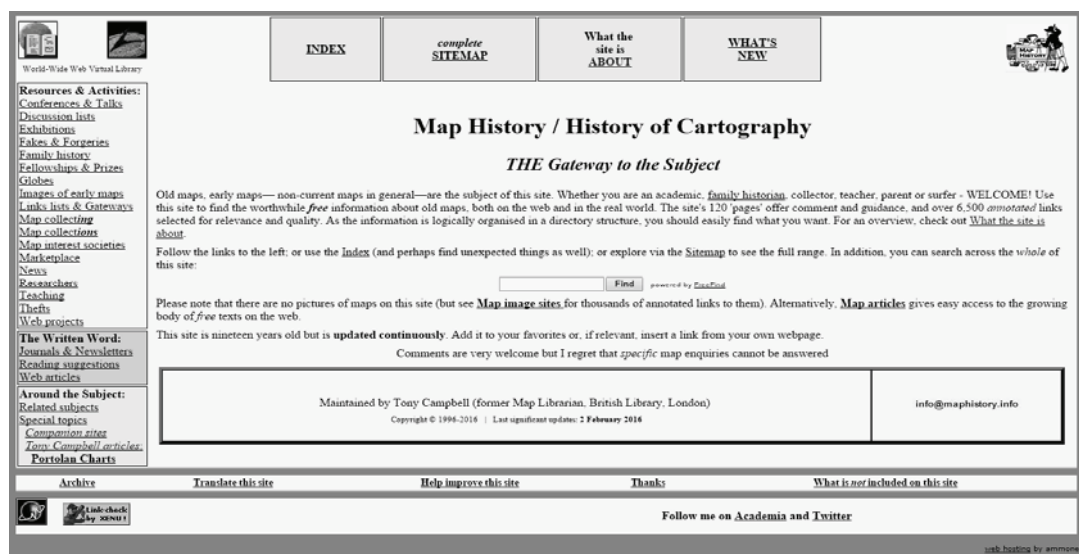 World-Wide Web Virtual Library
INDEX
complete
SITEMAP
What the
site is
ABOUT
WHAT'S
NEW
MAP
HISTORY
Resources & Activities:
Conferences & Talks
Discussion lists
Exhibitions
Fakes & Forgeries
Family history
Fellowships & Prizes
Globes
Images of early maps
Links lists & Gateways
Map collecting
Map collections
Map interest societies
Marketplace
News
Researchers
Teaching
Thefts
Web projects
The Written Word:
Journals & Newsletters
Reading suggestions
Web articles
Around the Subject:
Related subjects
Special topics
Companion sites
Tony Campbell articles:
Portolan Charts
Map History / History of Cartography
THE Gateway to the Subject
Old maps, early maps— non-current maps in general—are the subject of this site. Whether you are an academic, family historian, collector, teacher, parent or surfer - WELCOME! Use
this site to find the worthwhile free information about old maps, both on the web and in the real world. The site's 120 'pages' offer comment and guidance, and over 6,500 annotated links
selected for relevance and quality. As the information is logically organised in a directory structure, you should easily find what you want. For an overview, check out What the site is
about.
Follow the links to the left; or use the Index (and perhaps find unexpected things as well); or explore via the Sitemap to see the full range. In addition, you can search across the whole of
this site:
Find powered by FreeFind
Please note that there are no pictures of maps on this site (but see Map image sites for thousands of annotated links to them). Alternatively, Map articles gives easy access to the growing
body of free texts on the web.
This site is nineteen years old but is updated continuously. Add it to your favorites or, if relevant, insert a link from your own webpage.
Comments are very welcome but I regret that specific map enquiries cannot be answered
Maintained by Tony Campbell (former Map Librarian, British Library, London)
Copyright © 1996-2016 | Last significant updates: 2 February 2016
info@maphistory.info
Archive
Translate this site
Help improve this site
Thanks
What is not included on this site
Link-check
by XENU!
Follow me on Academia and Twitter
web hosting by ammone